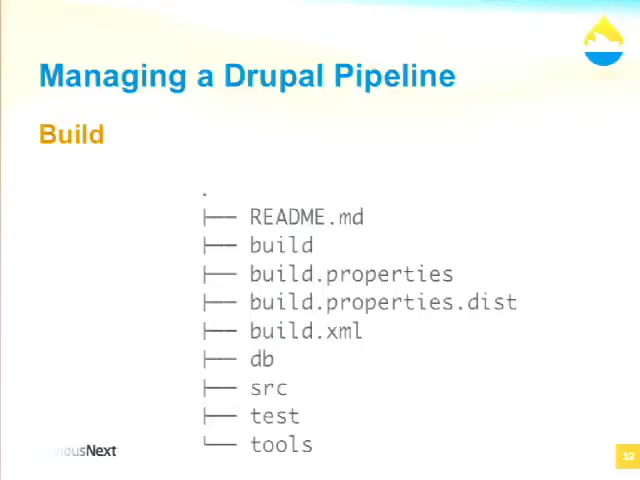 Managing a Drupal Pipeline
Build
.
├── README.md
├── build
├── build.properties
├── build.properties.dist
├── build.xml
├── db
├── src
├── test
└── tools
32